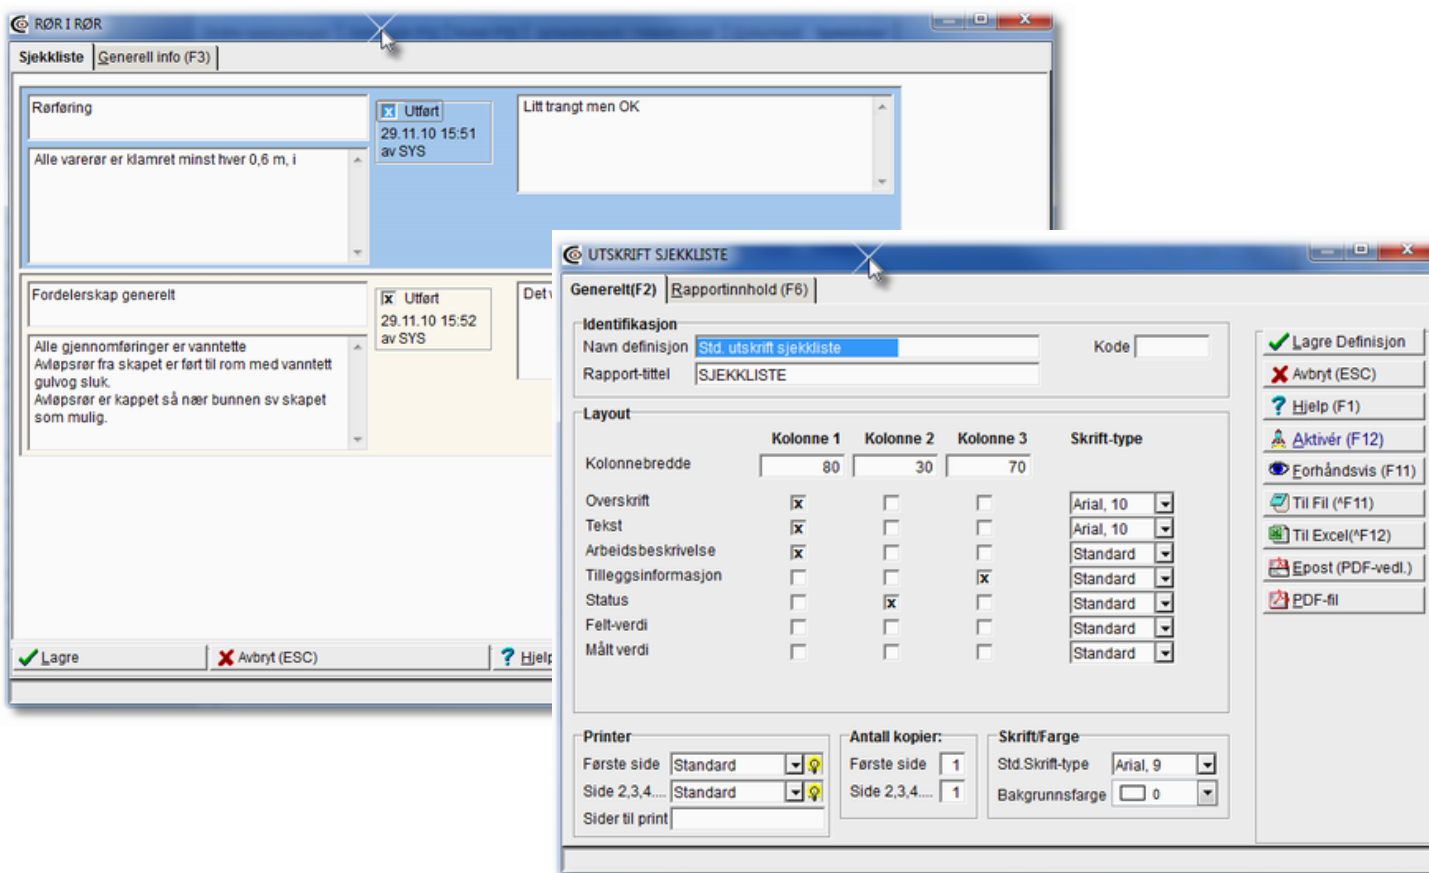 RØR I RØR
Sjekkliste Generell info (F3)
Rørføring
Utført
29.11.10 15:51
av SYS
Litt trangt men OK
Alle varerør er klamret minst hver 0,6 m, i
Fordelerskap generelt
Utført
29.11.10 15:52
av SYS
Alle gjennomføringer er vanntette
Avløpsrør fra skapet er ført til rom med vanntett
gulvog sluk.
Avløpsrør er kappet så nær bunnen sv skapet
som mulig.
Lagre Avbryt (ESC)
UTSKRIFT SJEKKLISTE
Generelt(F2) Rapportinnhold (F6)
Identifikasjon
Navn definisjon Std. utskrift sjekkliste Kode
Rapport-tittel SJEKKLISTE
Layout
Kolonne 1 Kolonne 2 Kolonne 3 Skrift-type
Kolonnebredde 80 30 70
Overskrift Arial, 10
Tekst Arial, 10
Arbeidsbeskrivelse Standard
Tilleggsinformasjon Standard
Status Standard
Felt-verdi Standard
Målt verdi Standard
Printer
Første side Standard
Side 2,3,4.... Standard
Sider til print
Antall kopier:
Første side 1
Side 2,3,4.... 1
Skrift/Farge
Std.Skrift-type Arial, 9
Bakgrunnsfarge 0
Lagre Definisjon
Avbryt (ESC)
Hjelp (F1)
Aktivér (F12)
Forhåndsvis (F11)
Til Fil (^F11)
Til Excel(^F12)
Epost (PDF-vedl.)
PDF-fil